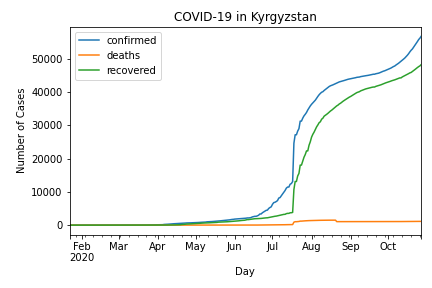 COVID-19 in Kyrgyzstan
confirmed
deaths
recovered
Number of Cases
50000
40000
30000
20000
10000
0
Feb Mar Apr May Jun Jul Aug Sep Oct
2020
Day